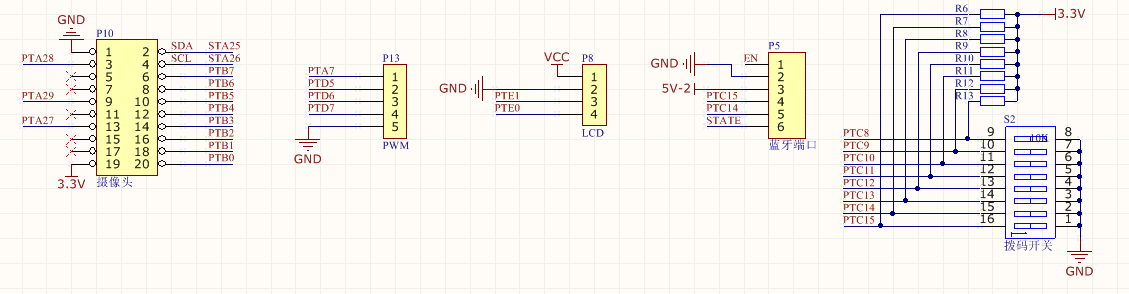 GND
P10
1 2 SDA STA25
PTA28 3 4 SCL STA26
5 6 PTB7
7 8 PTB6
PTA29 9 10 PTB5
11 12 PTB4
PTA27 13 14 PTB3
15 16 PTB2
17 18 PTB1
19 20 PTB0
3.3V
摄像头
P13
PTA7 1
PTD5 2
PTD6 3
PTD7 4
5
GND
PWM
P8
VCC 1
GND 2
PTE1 3
PTE0 4
LCD
P5
EN 1
GND 2
5V-2 3
PTC15 4
PTC14 5
STATE 6
蓝牙端口
R6
3.3V
R7
R8
R9
R10
R11
R12
R13
S2
10K
PTC8 9 8
PTC9 10 7
PTC10 11 6
PTC11 12 5
PTC12 13 4
PTC13 14 3
PTC14 15 2
PTC15 16 1
拨码开关
GND